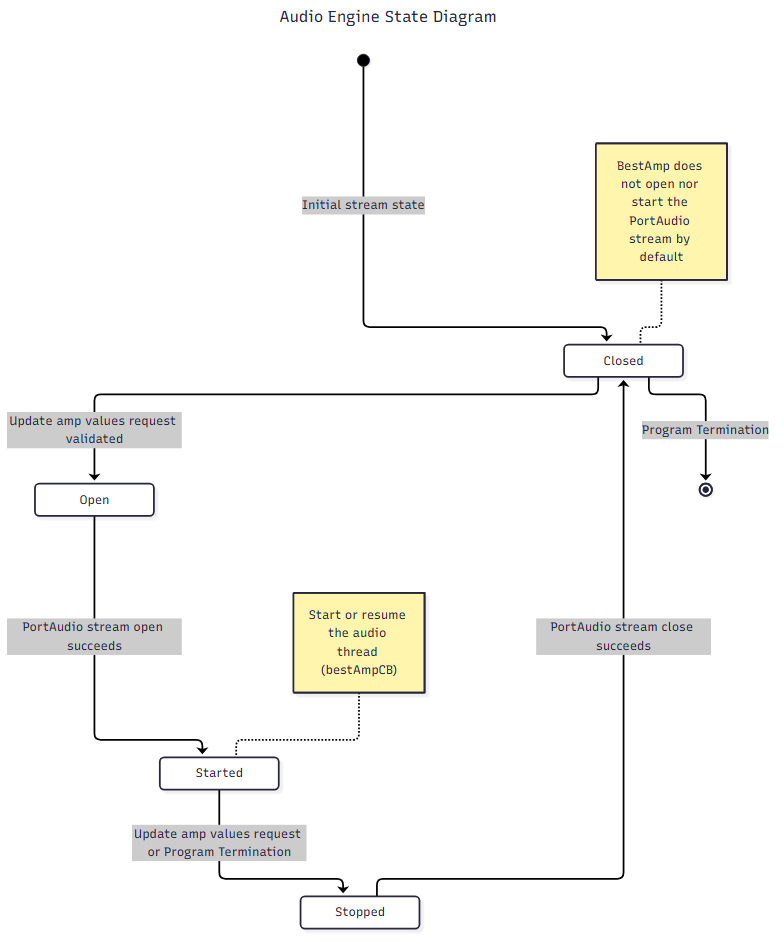 Audio Engine State Diagram
BestAmp does
not open nor
start the
PortAudio
stream by
default
Initial stream state
Closed
Update amp values request
validated
Program Termination
Open
Start or resume
the audio
thread
(bestAmpCB)
PortAudio stream open
succeeds
PortAudio stream close
succeeds
Started
Update amp values request
or Program Termination
Stopped